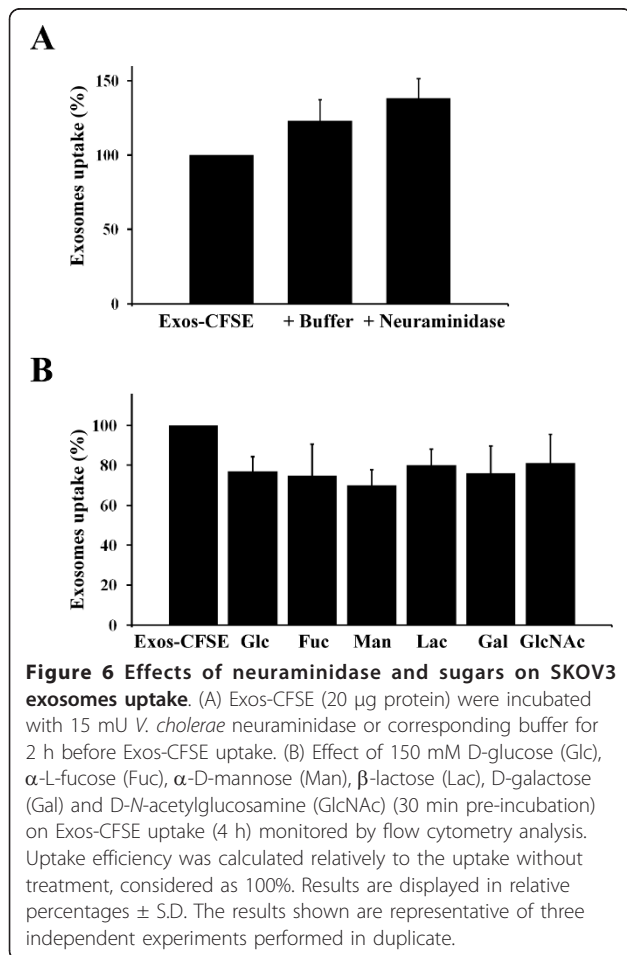 A
Exosomes uptake (%)
150
100
50
0
Exos-CFSE + Buffer + Neuraminidase
B
Exosomes uptake (%)
100
80
60
40
20
0
Exos-CFSE Glc Fuc Man Lac Gal GlcNAc
Figure 6 Effects of neuraminidase and sugars on SKOV3
exosomes uptake. (A) Exos-CFSE (20 μg protein) were incubated
with 15 mU V. cholerae neuraminidase or corresponding buffer for
2 h before Exos-CFSE uptake. (B) Effect of 150 mM D-glucose (Glc),
α-L-fucose (Fuc), α-D-mannose (Man), β-lactose (Lac), D-galactose
(Gal) and D-N-acetylglucosamine (GlcNAc) (30 min pre-incubation)
on Exos-CFSE uptake (4 h) monitored by flow cytometry analysis.
Uptake efficiency was calculated relatively to the uptake without
treatment, considered as 100%. Results are displayed in relative
percentages ± S.D. The results shown are representative of three
independent experiments performed in duplicate.